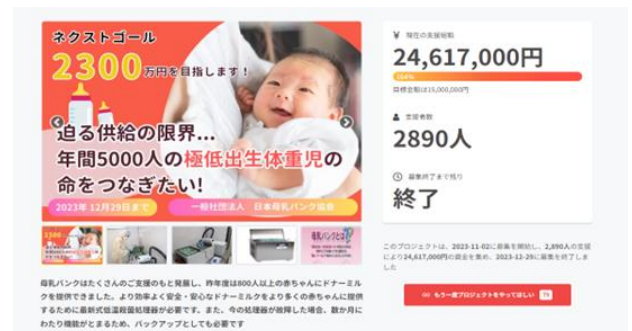 ネクストゴール
2300万円を目指します!
迫る供給の限界...
年間5000人の極低出生体重児の
命をつなぎたい!
2023年 12月29日まで
一般社団法人 日本母乳バンク協会
母乳バンクとは
母乳バンクはたくさんのご支援のもと発展し、昨年度は800人以上の赤ちゃんにドナーミル
クを提供できました。より効率よく安全・安心なドナーミルクをより多くの赤ちゃんに提供
するために最新式低温殺菌処理器が必要です。また、今の処理器が故障した場合、数か月に
わたり機能がとまるため、バックアップとしても必要です
¥ 現在の支援総額
24,617,000円
164%
目標金額は15,000,000円
支援者数
2890人
募集終了まで残り
終了
このプロジェクトは、2023-11-02に募集を開始し、2,890人の支援
により24,617,000円の資金を集め、2023-12-29に募集を終了しま
した
もう一度プロジェクトをやってほしい